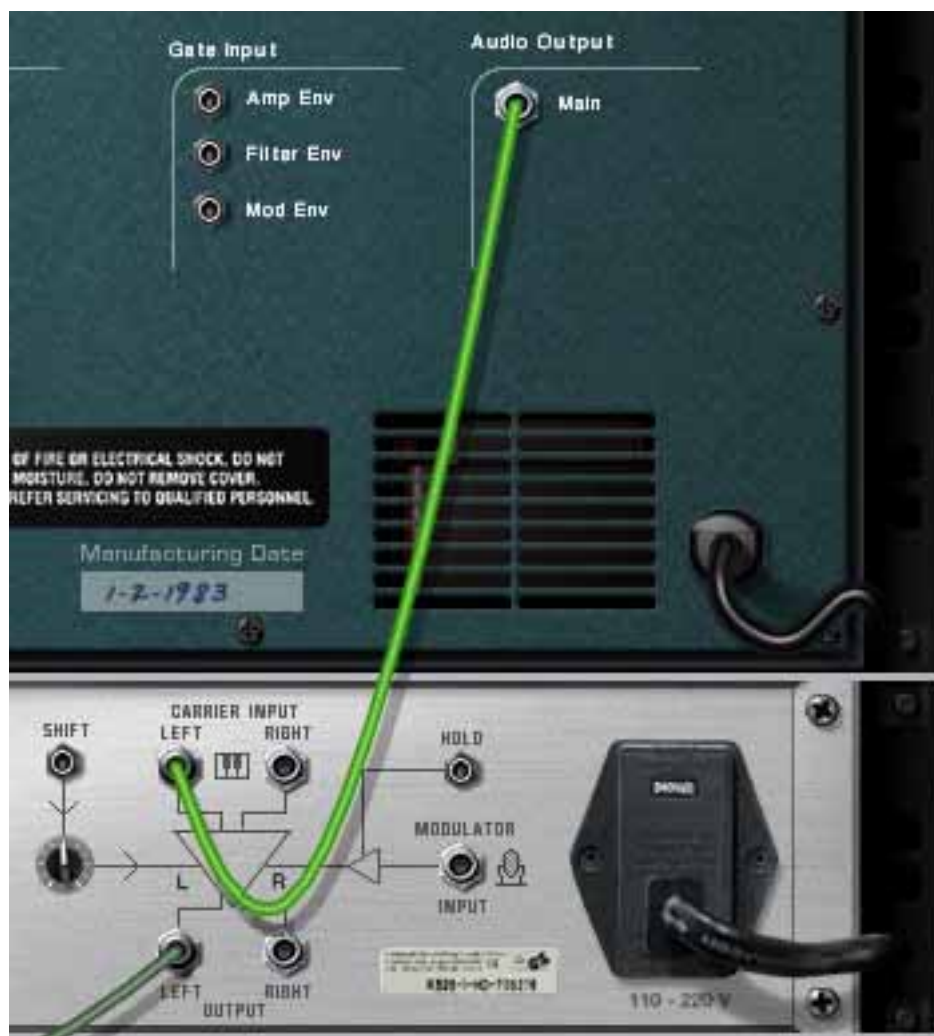 Gate Input
Amp Env
Filter Env
Mod Env
Audio Output
Main
OF FIRE OR ELECTRICAL SHOCK, DO NOT
MOISTURE. DO NOT REMOVE COVER.
REFER SERVICING TO QUALIFIED PERSONNEL
Manufacturing Date
1-2-1983
SHIFT
CARRIER INPUT
LEFT RIGHT
HOLD
MODULATOR
INPUT
L R
LEFT RIGHT
OUTPUT
110 - 220 V